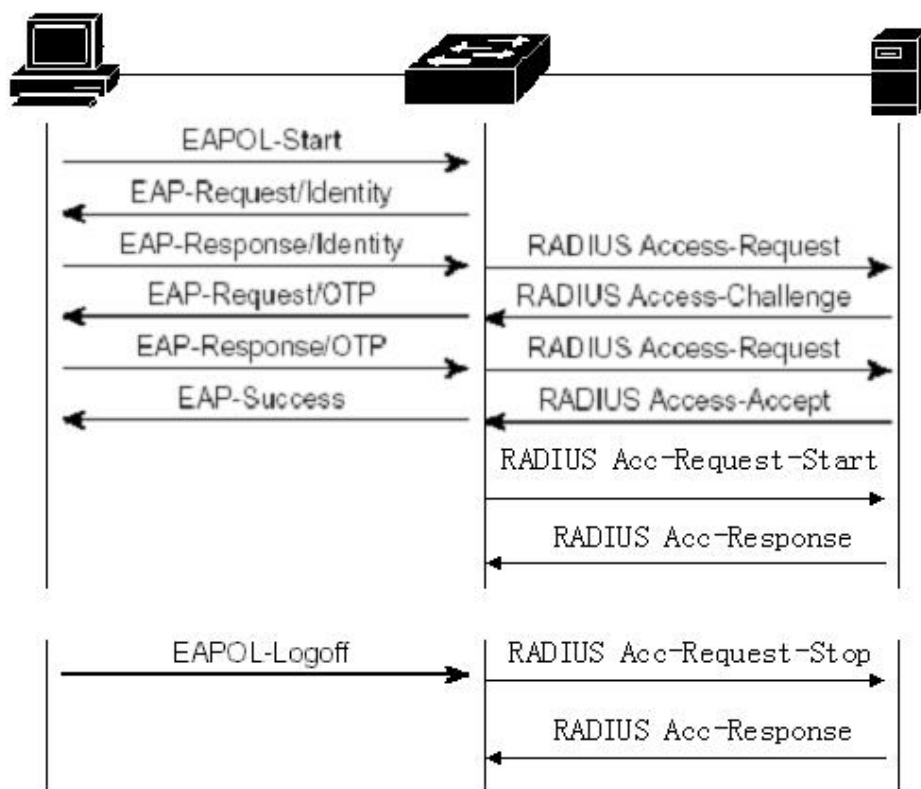 EAPOL-Start
EAP-Request/Identity
EAP-Response/Identity
RADIUS Access-Request
EAP-Request/OTP
RADIUS Access-Challenge
EAP-Response/OTP
RADIUS Access-Request
EAP-Success
RADIUS Access-Accept
RADIUS Acc-Request-Start
RADIUS Acc-Response
EAPOL-Logoff
RADIUS Acc-Request-Stop
RADIUS Acc-Response